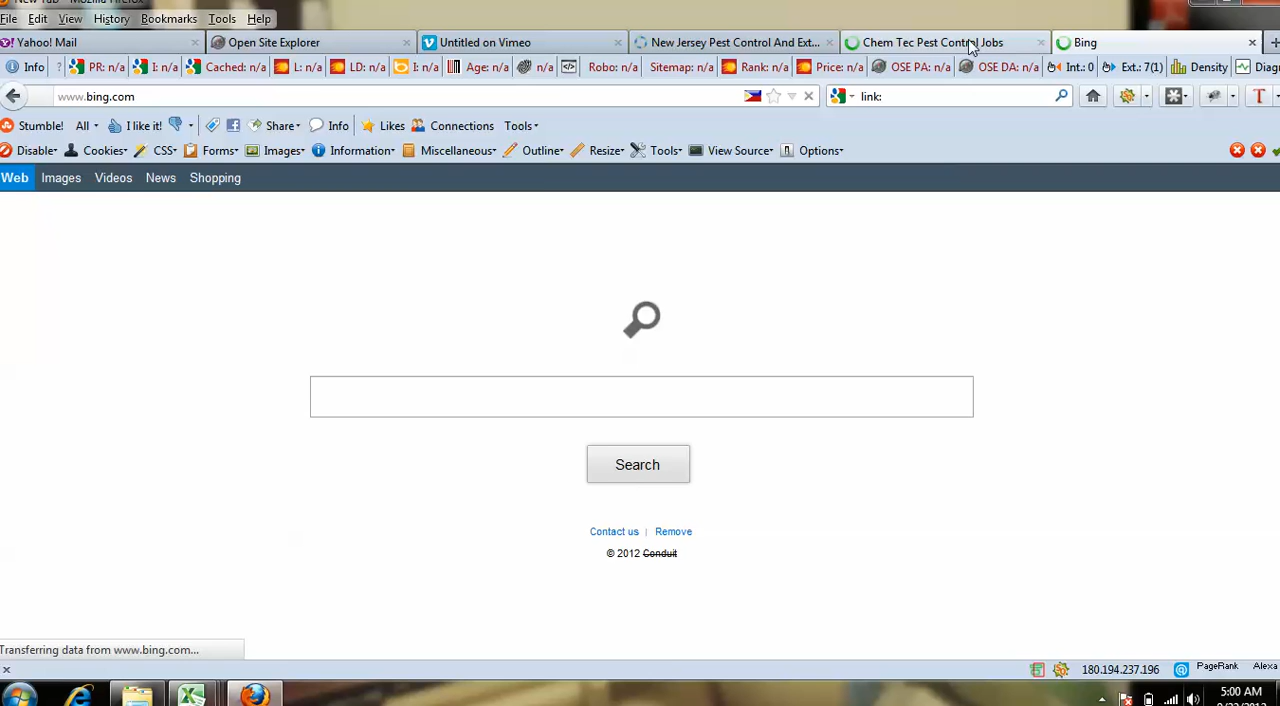 New Tab - Mozilla Firefox
File Edit View History Bookmarks Tools Help
Yahoo! Mail Open Site Explorer Untitled on Vimeo New Jersey Pest Control And Ext... Chem Tec Pest Control Jobs Bing
Info ? PR: n/a I: n/a Cached: n/a L: n/a LD: n/a I: n/a Age: n/a n/a Robo: n/a Sitemap: n/a Rank: n/a Price: n/a OSE PA: n/a OSE DA: n/a Int.: 0 Ext.: 7(1) Density Diag
www.bing.com link:
Stumble! All I like it! Share Info Likes Connections Tools
Disable Cookies CSS Forms Images Information Miscellaneous Outline Resize Tools View Source Options
Web Images Videos News Shopping
Search
Contact us | Remove
© 2012 Conduit
Transferring data from www.bing.com...
180.194.237.196 PageRank Alexa
5:00 AM